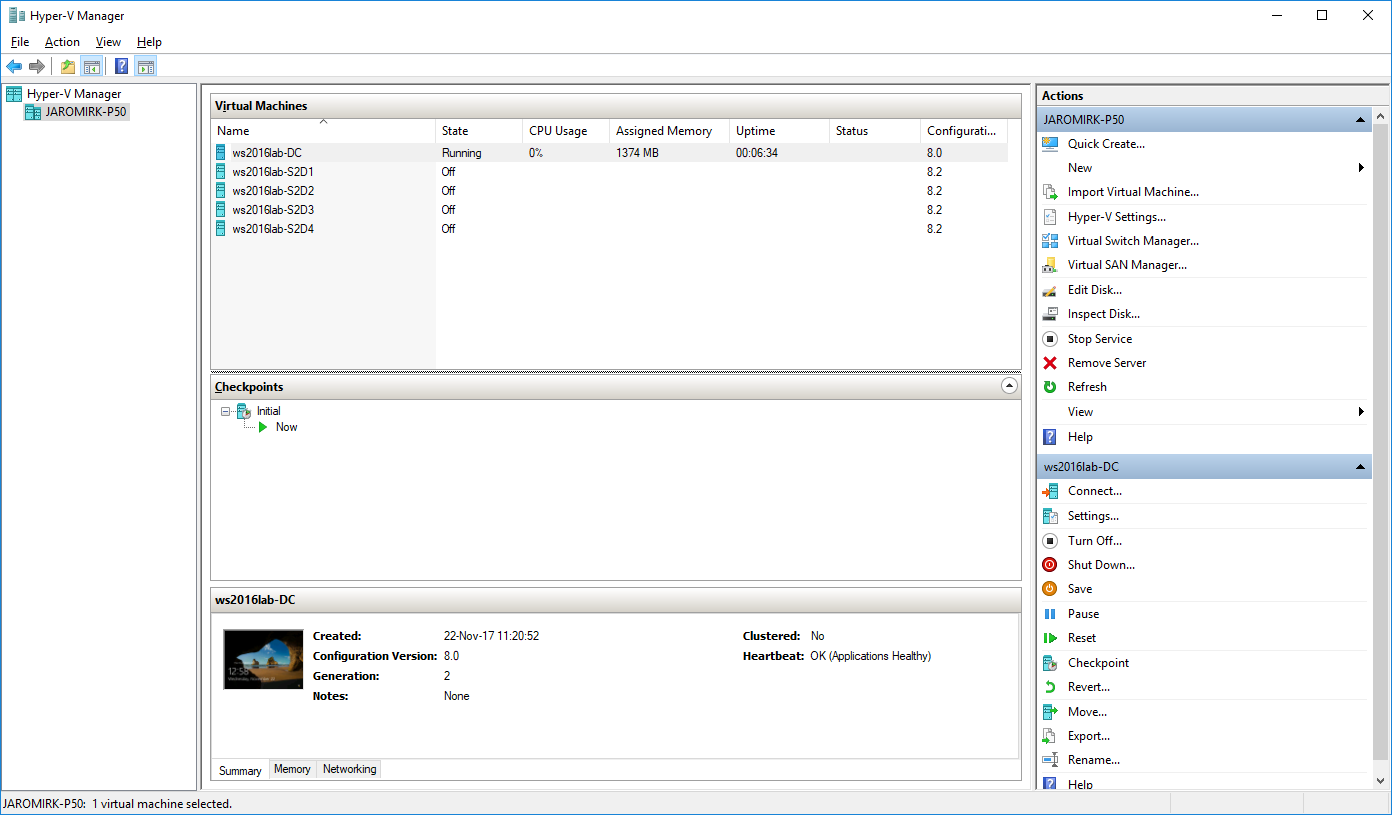 Hyper-V Manager
File Action View Help
Hyper-V Manager
JAROMIRK-P50
Virtual Machines
Name State CPU Usage Assigned Memory Uptime Status Configurati...
ws2016lab-DC Running 0% 1374 MB 00:06:34 8.0
ws2016lab-S2D1 Off 8.2
ws2016lab-S2D2 Off 8.2
ws2016lab-S2D3 Off 8.2
ws2016lab-S2D4 Off 8.2
Checkpoints
Initial
Now
ws2016lab-DC
Created: 22-Nov-17 11:20:52 Clustered: No
Configuration Version: 8.0 Heartbeat: OK (Applications Healthy)
Generation: 2
Notes: None
12:58
Summary Memory Networking
Actions
JAROMIRK-P50
Quick Create...
New
Import Virtual Machine...
Hyper-V Settings...
Virtual Switch Manager...
Virtual SAN Manager...
Edit Disk...
Inspect Disk...
Stop Service
Remove Server
Refresh
View
Help
ws2016lab-DC
Connect...
Settings...
Turn Off...
Shut Down...
Save
Pause
Reset
Checkpoint
Revert...
Move...
Export...
Rename...
Help
JAROMIRK-P50: 1 virtual machine selected.